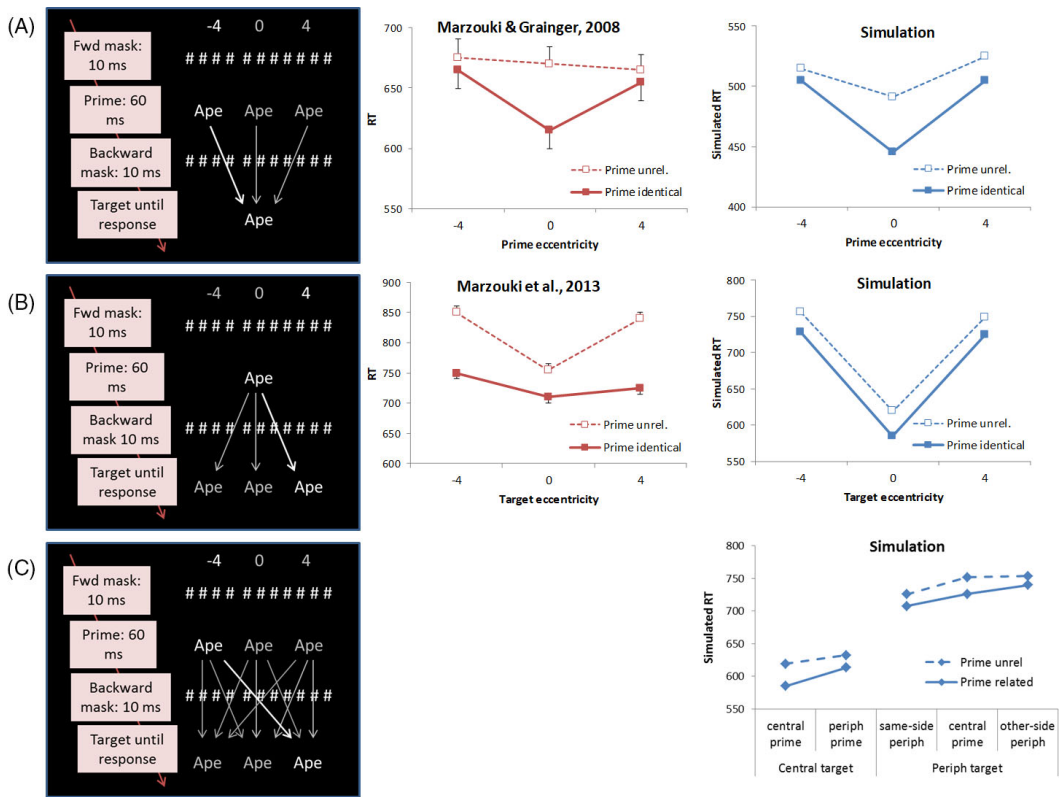 (A)
-4 0 4
Fwd mask:
10 ms
# # # # # # # # # # #
Prime: 60
ms
Ape Ape Ape
Backward
mask: 10 ms
# # # # # # # # # # #
Target until
response
Ape
Marzouki & Grainger, 2008
700
650
600
550
RT
Prime unrel.
Prime identical
-4 0 4
Prime eccentricity
Simulation
550
500
450
400
Simulated RT
Prime unrel.
Prime identical
-4 0 4
Prime eccentricity
(B)
-4 0 4
Fwd mask:
10 ms
# # # # # # # # # # #
Prime: 60
ms
Ape
Backward
mask 10 ms
# # # # # # # # # # #
Target until
response
Ape Ape Ape
Marzouki et al., 2013
900
850
800
750
700
650
600
RT
Prime unrel.
Prime identical
-4 0 4
Target eccentricity
Simulation
800
750
700
650
600
550
Simulated RT
Prime unrel.
Prime identical
-4 0 4
Target eccentricity
(C)
-4 0 4
Fwd mask:
10 ms
# # # # # # # # # # #
Prime: 60
ms
Ape Ape Ape
Backward
mask: 10 ms
# # # # # # # # # # #
Target until
response
Ape Ape Ape
Simulation
800
750
700
650
600
550
Simulated RT
Prime unrel
Prime related
central periph same-side central other-side
prime prime periph prime periph
Central target Periph target